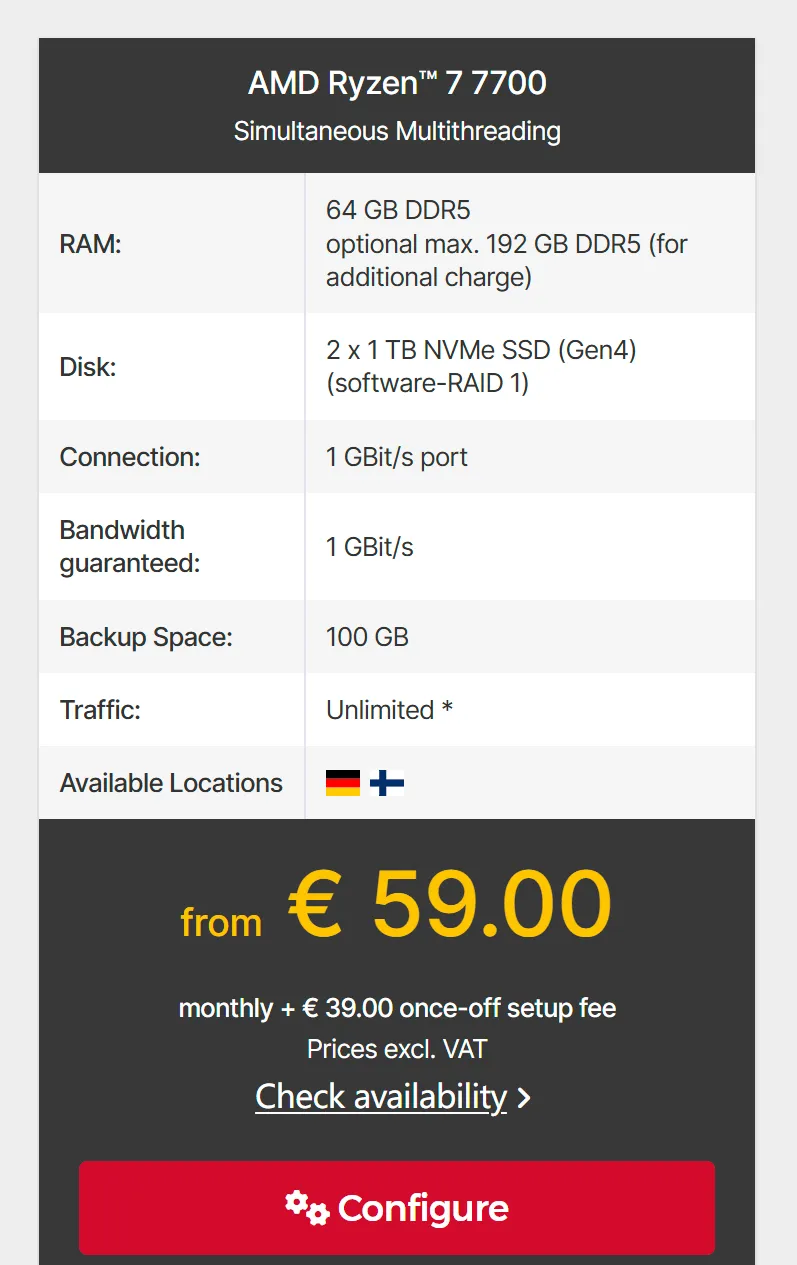 AMD Ryzen™ 7 7700
Simultaneous Multithreading
RAM:
64 GB DDR5
optional max. 192 GB DDR5 (for
additional charge)
Disk:
2 x 1 TB NVMe SSD (Gen4)
(software-RAID 1)
Connection:
1 GBit/s port
Bandwidth
guaranteed:
1 GBit/s
Backup Space:
100 GB
Traffic:
Unlimited *
Available Locations
from € 59.00
monthly + € 39.00 once-off setup fee
Prices excl. VAT
Check availability
Configure